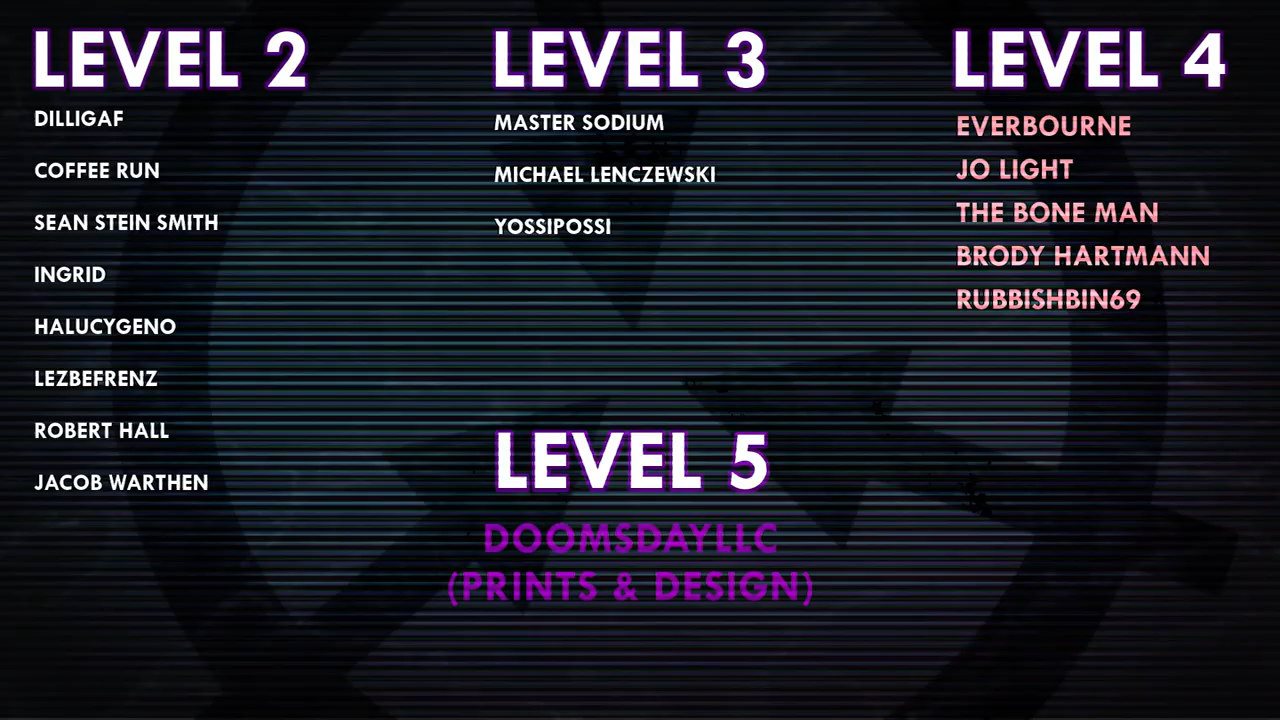 LEVEL 2
DILLIGAF
COFFEE RUN
SEAN STEIN SMITH
INGRID
HALUCYGENO
LEZBEFRENZ
ROBERT HALL
JACOB WARTHEN
LEVEL 3
MASTER SODIUM
MICHAEL LENCZEWSKI
YOSSIPOSSI
LEVEL 4
EVERBOURNE
JO LIGHT
THE BONE MAN
BRODY HARTMANN
RUBBISHBIN69
LEVEL 5
DOOMSDAYLLC
(PRINTS & DESIGN)